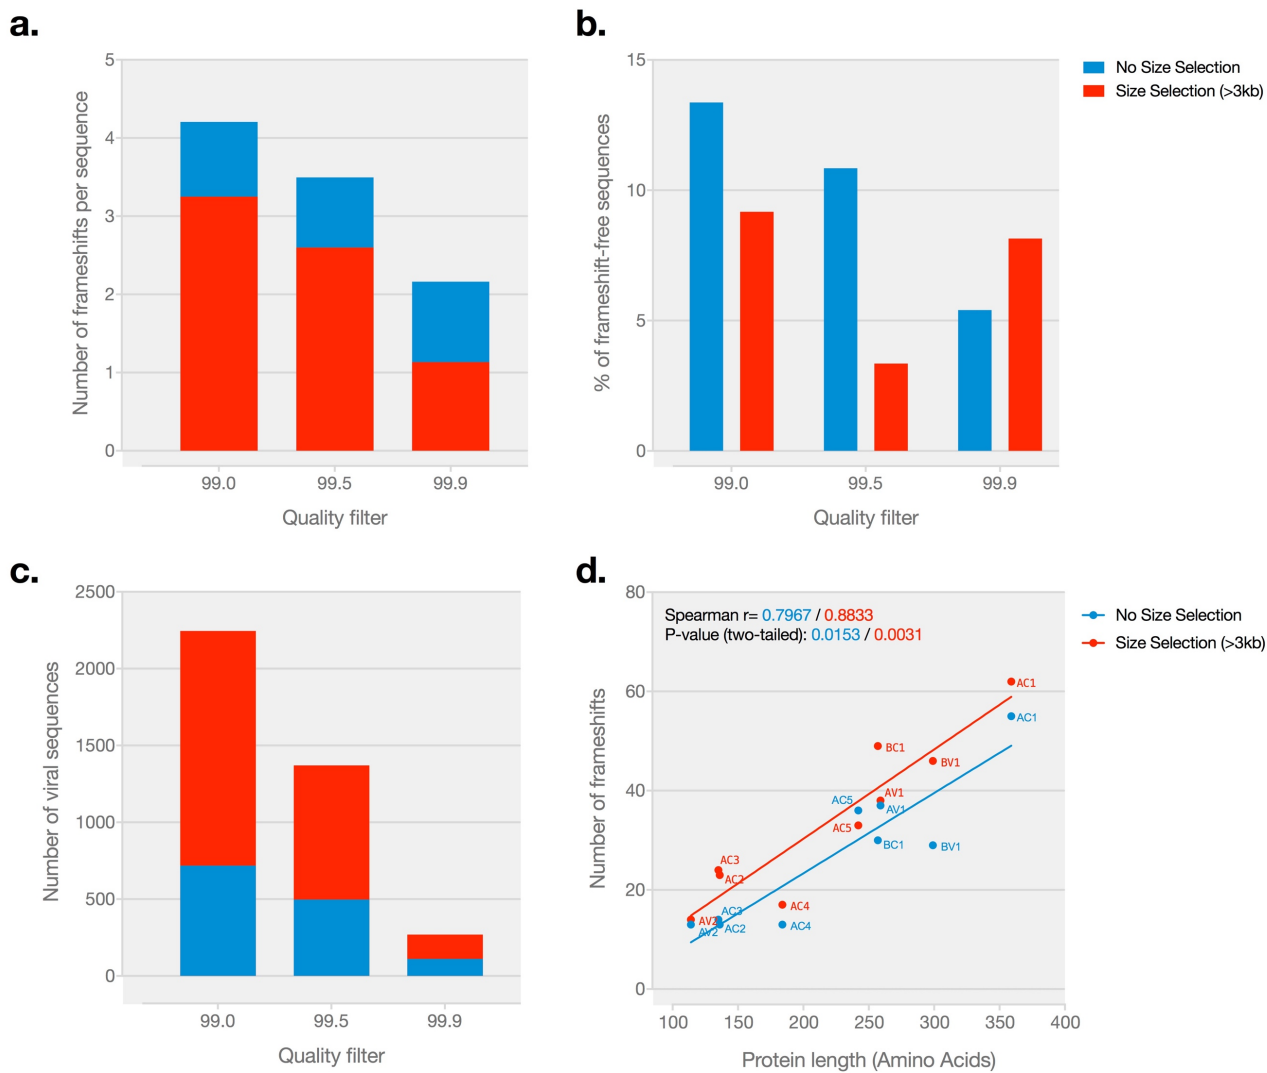 a.
Number of frameshifts per sequence
5
4
3
2
1
0
99.0 99.5 99.9
Quality filter
b.
% of frameshift-free sequences
15
10
5
0
99.0 99.5 99.9
Quality filter
No Size Selection
Size Selection (>3kb)
c.
Number of viral sequences
2500
2000
1500
1000
500
0
99.0 99.5 99.9
Quality filter
d.
Number of frameshifts
80
60
40
20
0
Spearman r= 0.7967 / 0.8833
P-value (two-tailed): 0.0153 / 0.0031
AC1
AC1
BC1
BV1
AC5
AV1
AV1
AC5
BC1
BV1
AC3
AC2
AC4
AC3
AV2
AC2
AC4
AV2
100 150 200 250 300 350 400
Protein length (Amino Acids)
No Size Selection
Size Selection (>3kb)